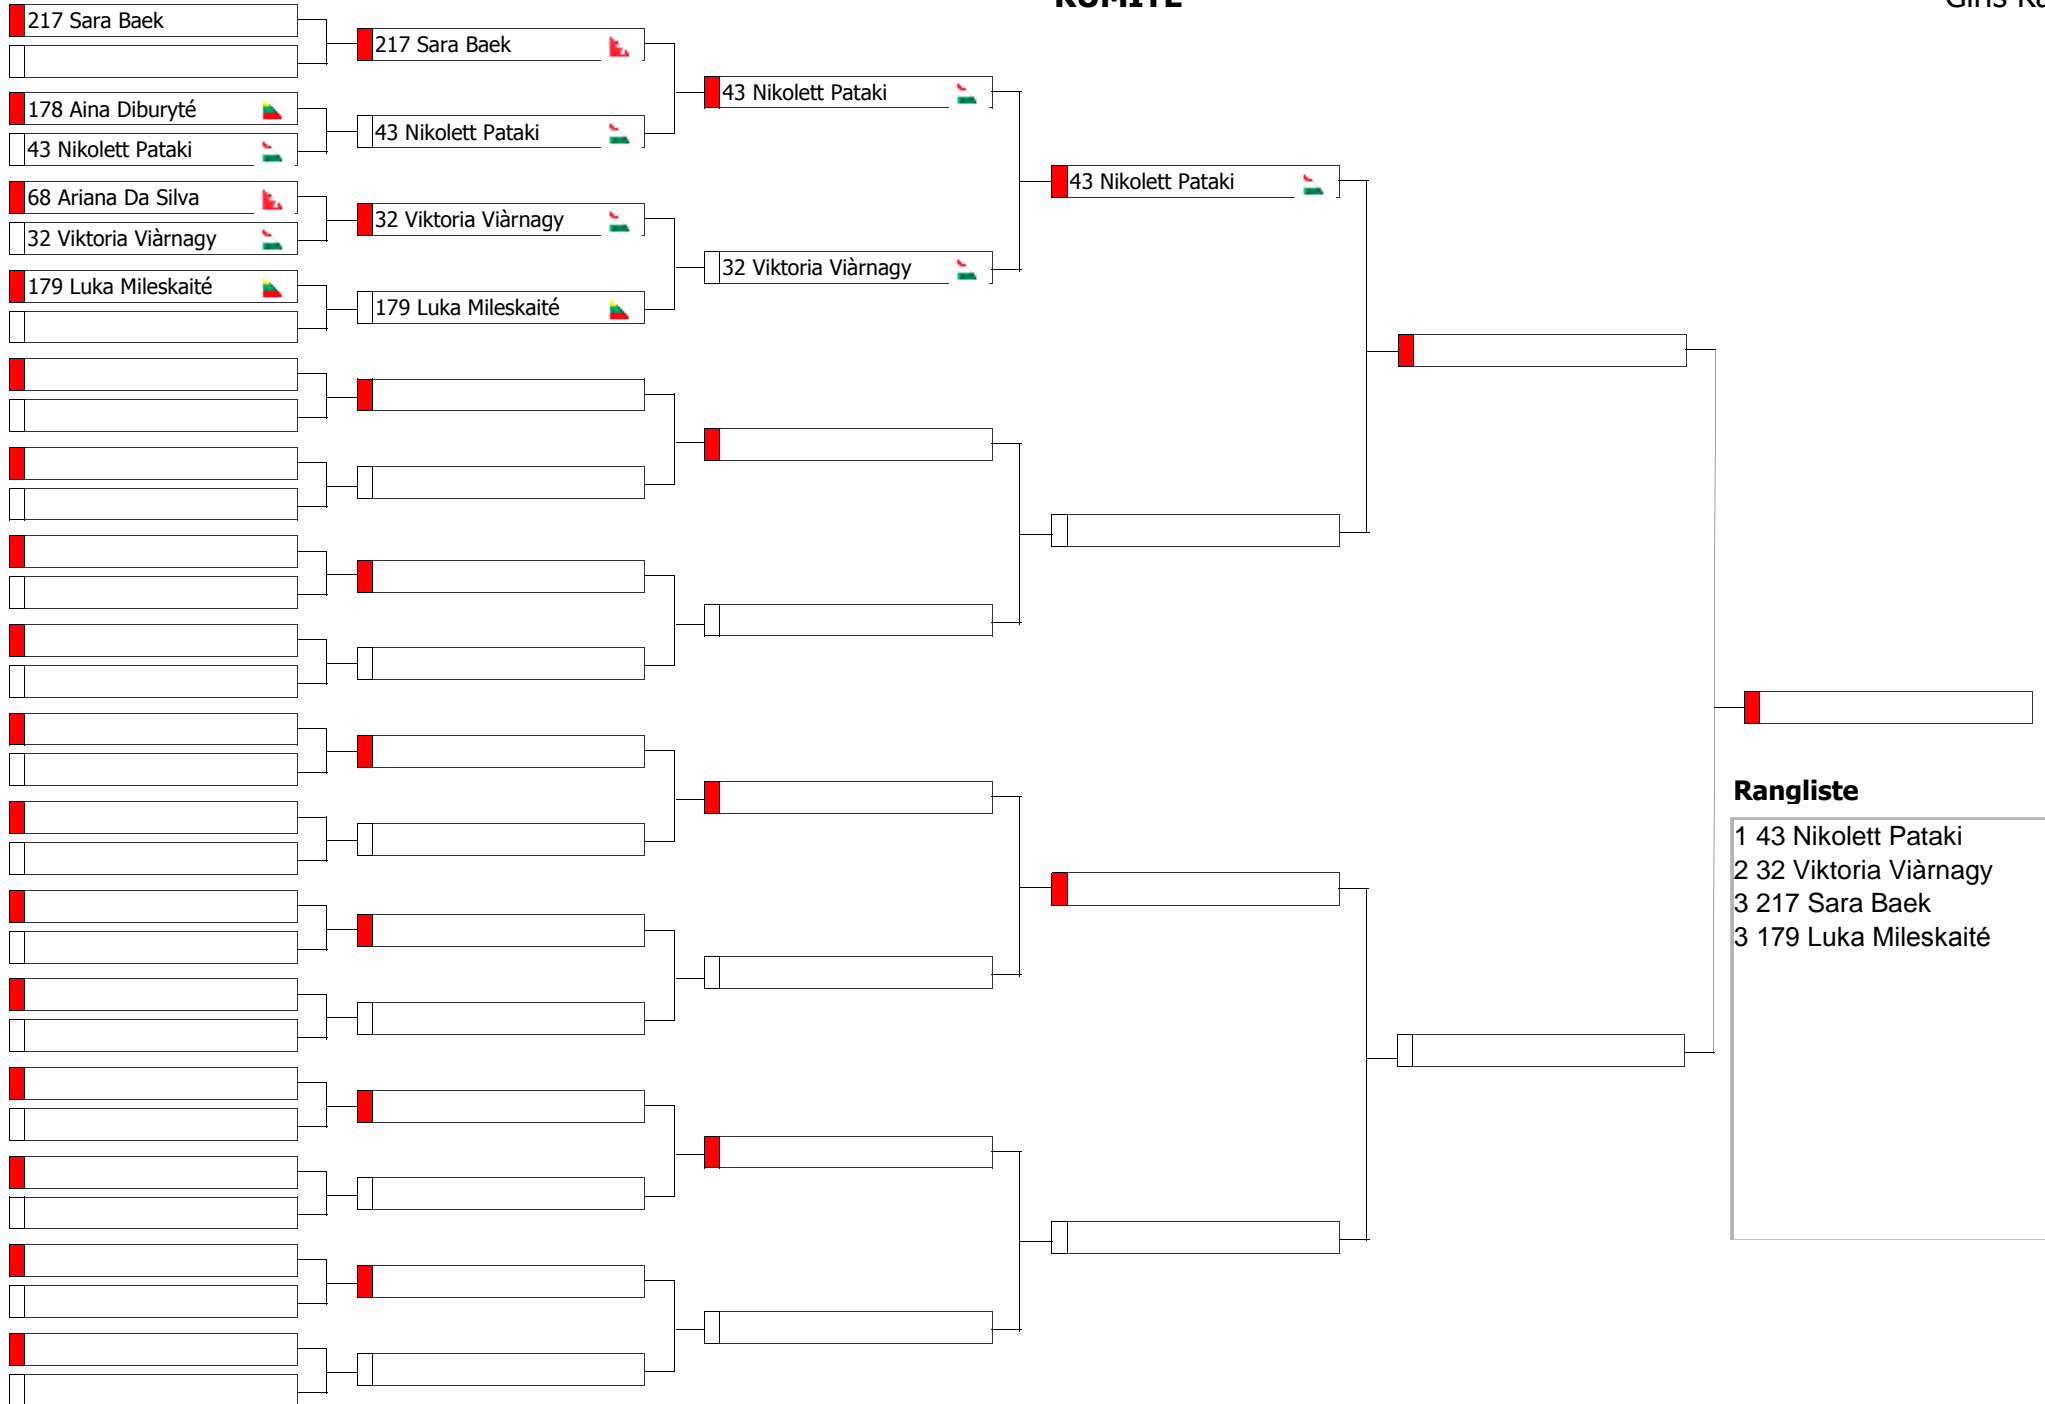 KUMITE
Girls Ka
217 Sara Baek
178 Aina Diburyté
43 Nikolett Pataki
68 Ariana Da Silva
32 Viktoria Viàrnagy
179 Luka Mileskaité
217 Sara Baek
43 Nikolett Pataki
32 Viktoria Viàrnagy
179 Luka Mileskaité
43 Nikolett Pataki
32 Viktoria Viàrnagy
43 Nikolett Pataki
Rangliste
1 43 Nikolett Pataki
2 32 Viktoria Viàrnagy
3 217 Sara Baek
3 179 Luka Mileskaité